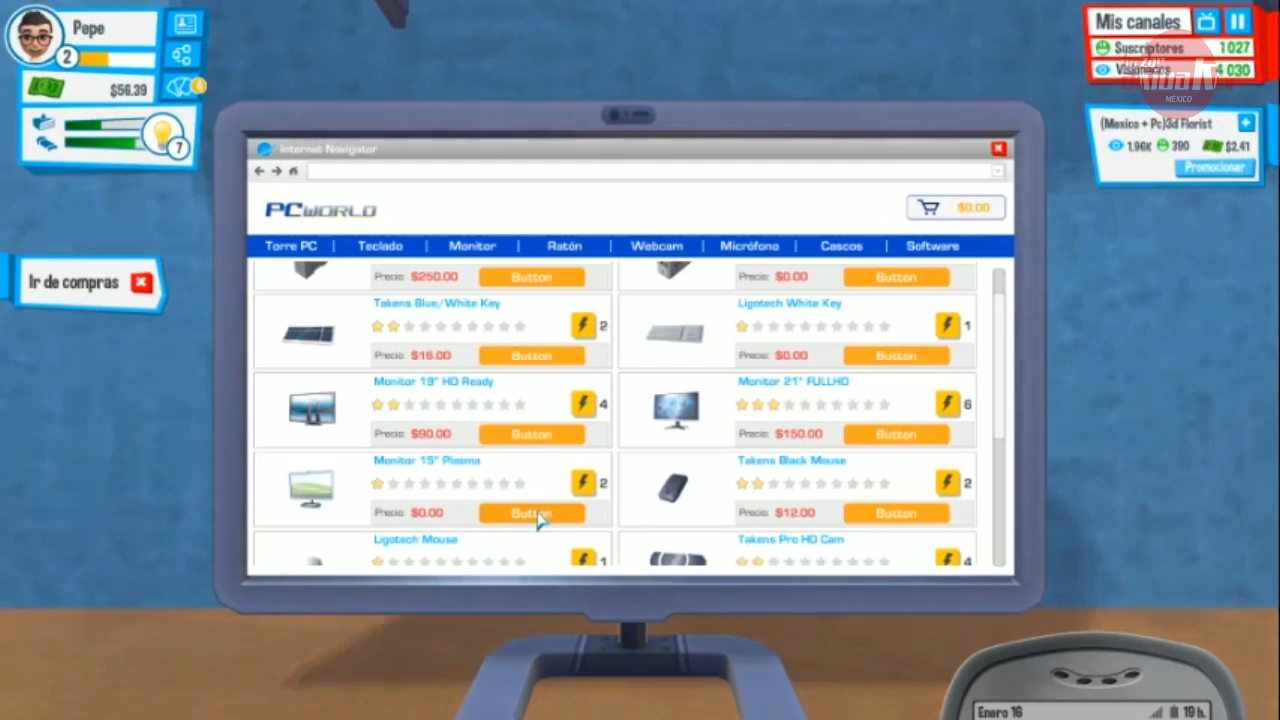 Pepe
2
$56.39
7
Ir de compras
Mis canales
Suscriptores 1027
4 030
MÉXICO
(Mexico + Pc)3d Florist
1.96K 390 $2.41
Promocionar
Internet Navigator
PC WORLD
$0.00
Torre PC | Teclado | Monitor | Ratón | Webcam | Micrófono | Cascos | Software
Precio: $250.00 Button
Precio: $0.00 Button
Takens Blue/White Key
2
Precio: $16.00 Button
Ligotech White Key
1
Precio: $0.00 Button
Monitor 19" HD Ready
4
Precio: $90.00 Button
Monitor 21" FULLHD
6
Precio: $150.00 Button
Monitor 15" Plasma
2
Precio: $0.00 Button
Takens Black Mouse
2
Precio: $12.00 Button
Ligotech Mouse
1
Takens Pro HD Cam
4
Enero 16 19 h.